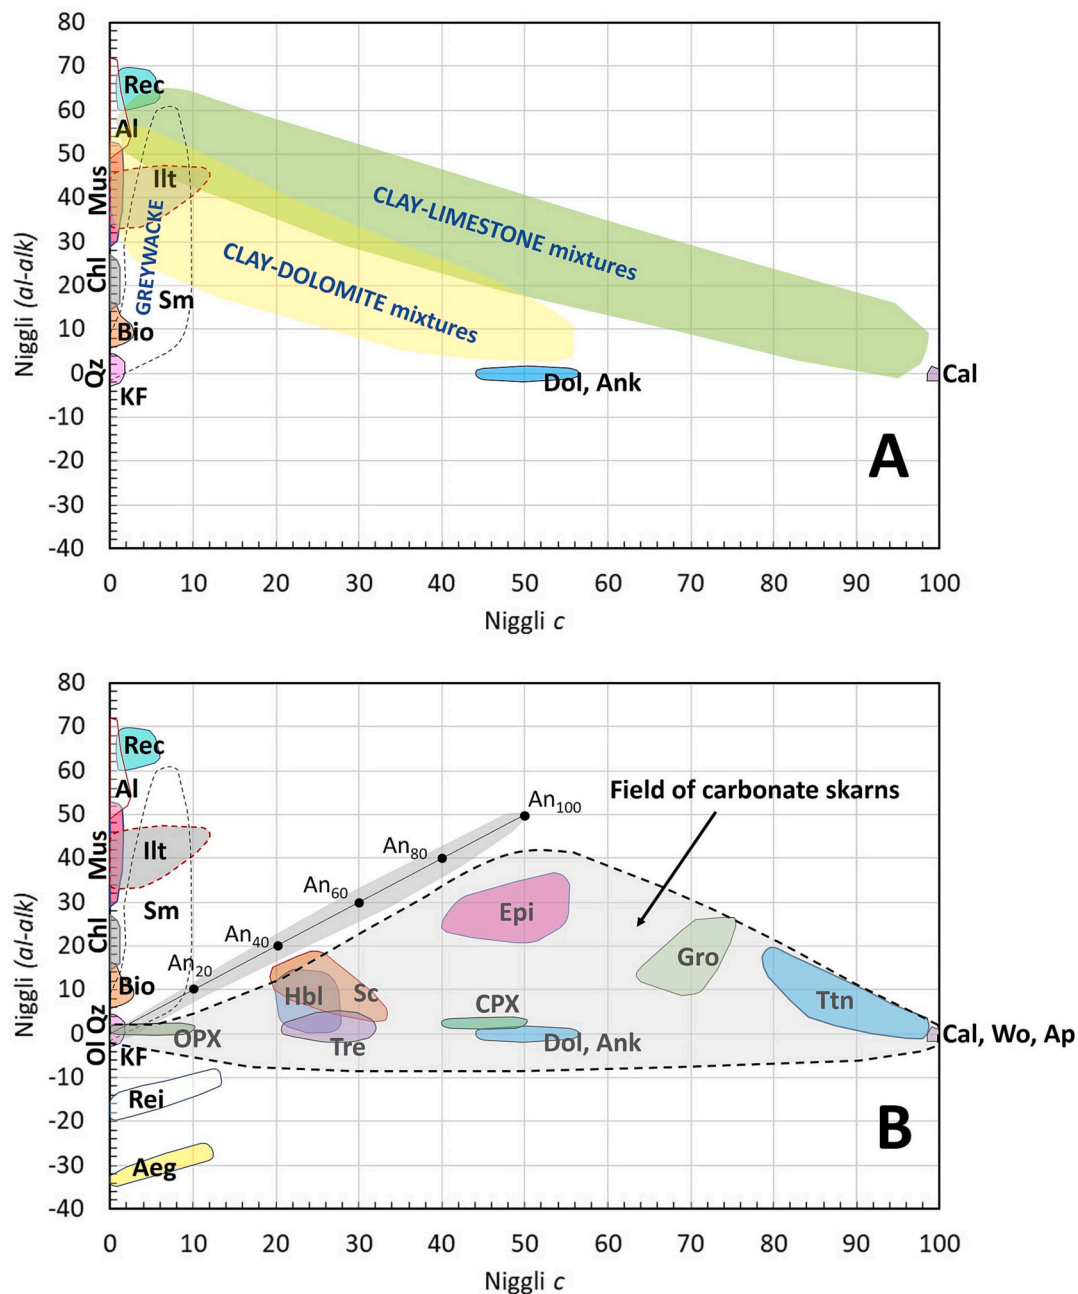 80
70
60
50
40
30
20
10
0
-10
-20
-30
-40
Niggli (al-alk)
Rec
Al
Mus
Ilt
GREYWACKE
Chl
Sm
Bio
Qz
KF
CLAY-LIMESTONE mixtures
CLAY-DOLOMITE mixtures
Dol, Ank
Cal
A
0 10 20 30 40 50 60 70 80 90 100
Niggli c
80
70
60
50
40
30
20
10
0
-10
-20
-30
-40
Niggli (al-alk)
Rec
Al
Mus
Ilt
Chl
Sm
Bio
Ol Qz
KF
OPX
Rei
Aeg
An20
An40
An60
An80
An100
Field of carbonate skarns
Epi
Gro
Hbl
Sc
CPX
Ttn
Tre
Dol, Ank
Cal, Wo, Ap
B
0 10 20 30 40 50 60 70 80 90 100
Niggli c